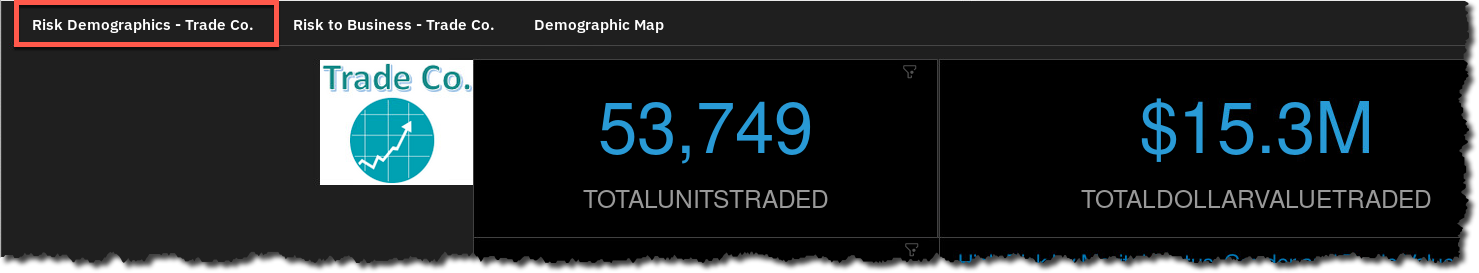 Risk Demographics - Trade Co. Risk to Business - Trade Co. Demographic Map
Trade Co.
53,749
$15.3M
TOTALUNITSTRADED
TOTALDOLLARVALUETRADED